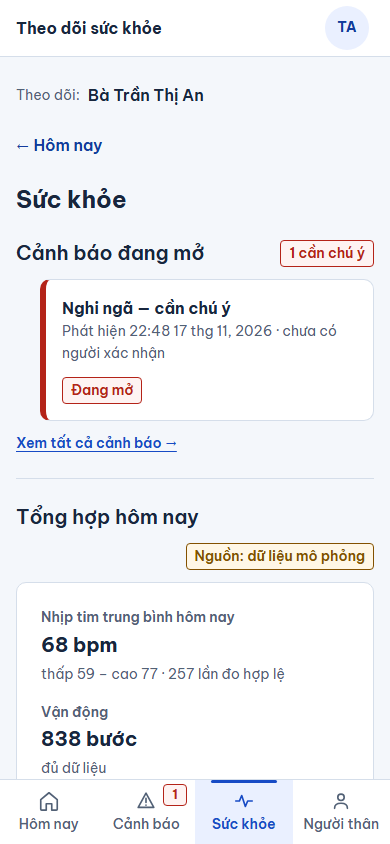 Theo dõi sức khỏe
TA
Theo dõi: Bà Trần Thị An
← Hôm nay
Sức khỏe
Cảnh báo đang mở
1 cần chú ý
Nghi ngã — cần chú ý
Phát hiện 22:48 17 thg 11, 2026 · chưa có
người xác nhận
Đang mở
Xem tất cả cảnh báo →
Tổng hợp hôm nay
Nguồn: dữ liệu mô phỏng
Nhịp tim trung bình hôm nay
68 bpm
thấp 59 – cao 77 · 257 lần đo hợp lệ
Vận động
838 bước
đủ dữ liệu
1
Hôm nay
Cảnh báo
Sức khỏe
Người thân